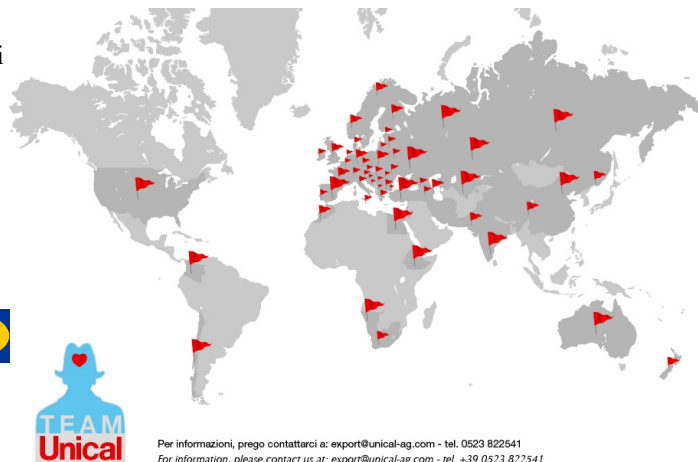 i
TEAM
Unical
Per informazioni, prego contattarci a: export@unical-ag.com - tel. 0523 822541
For information, please contact us at: export@unical-ag.com - tel. +39 0523 822541